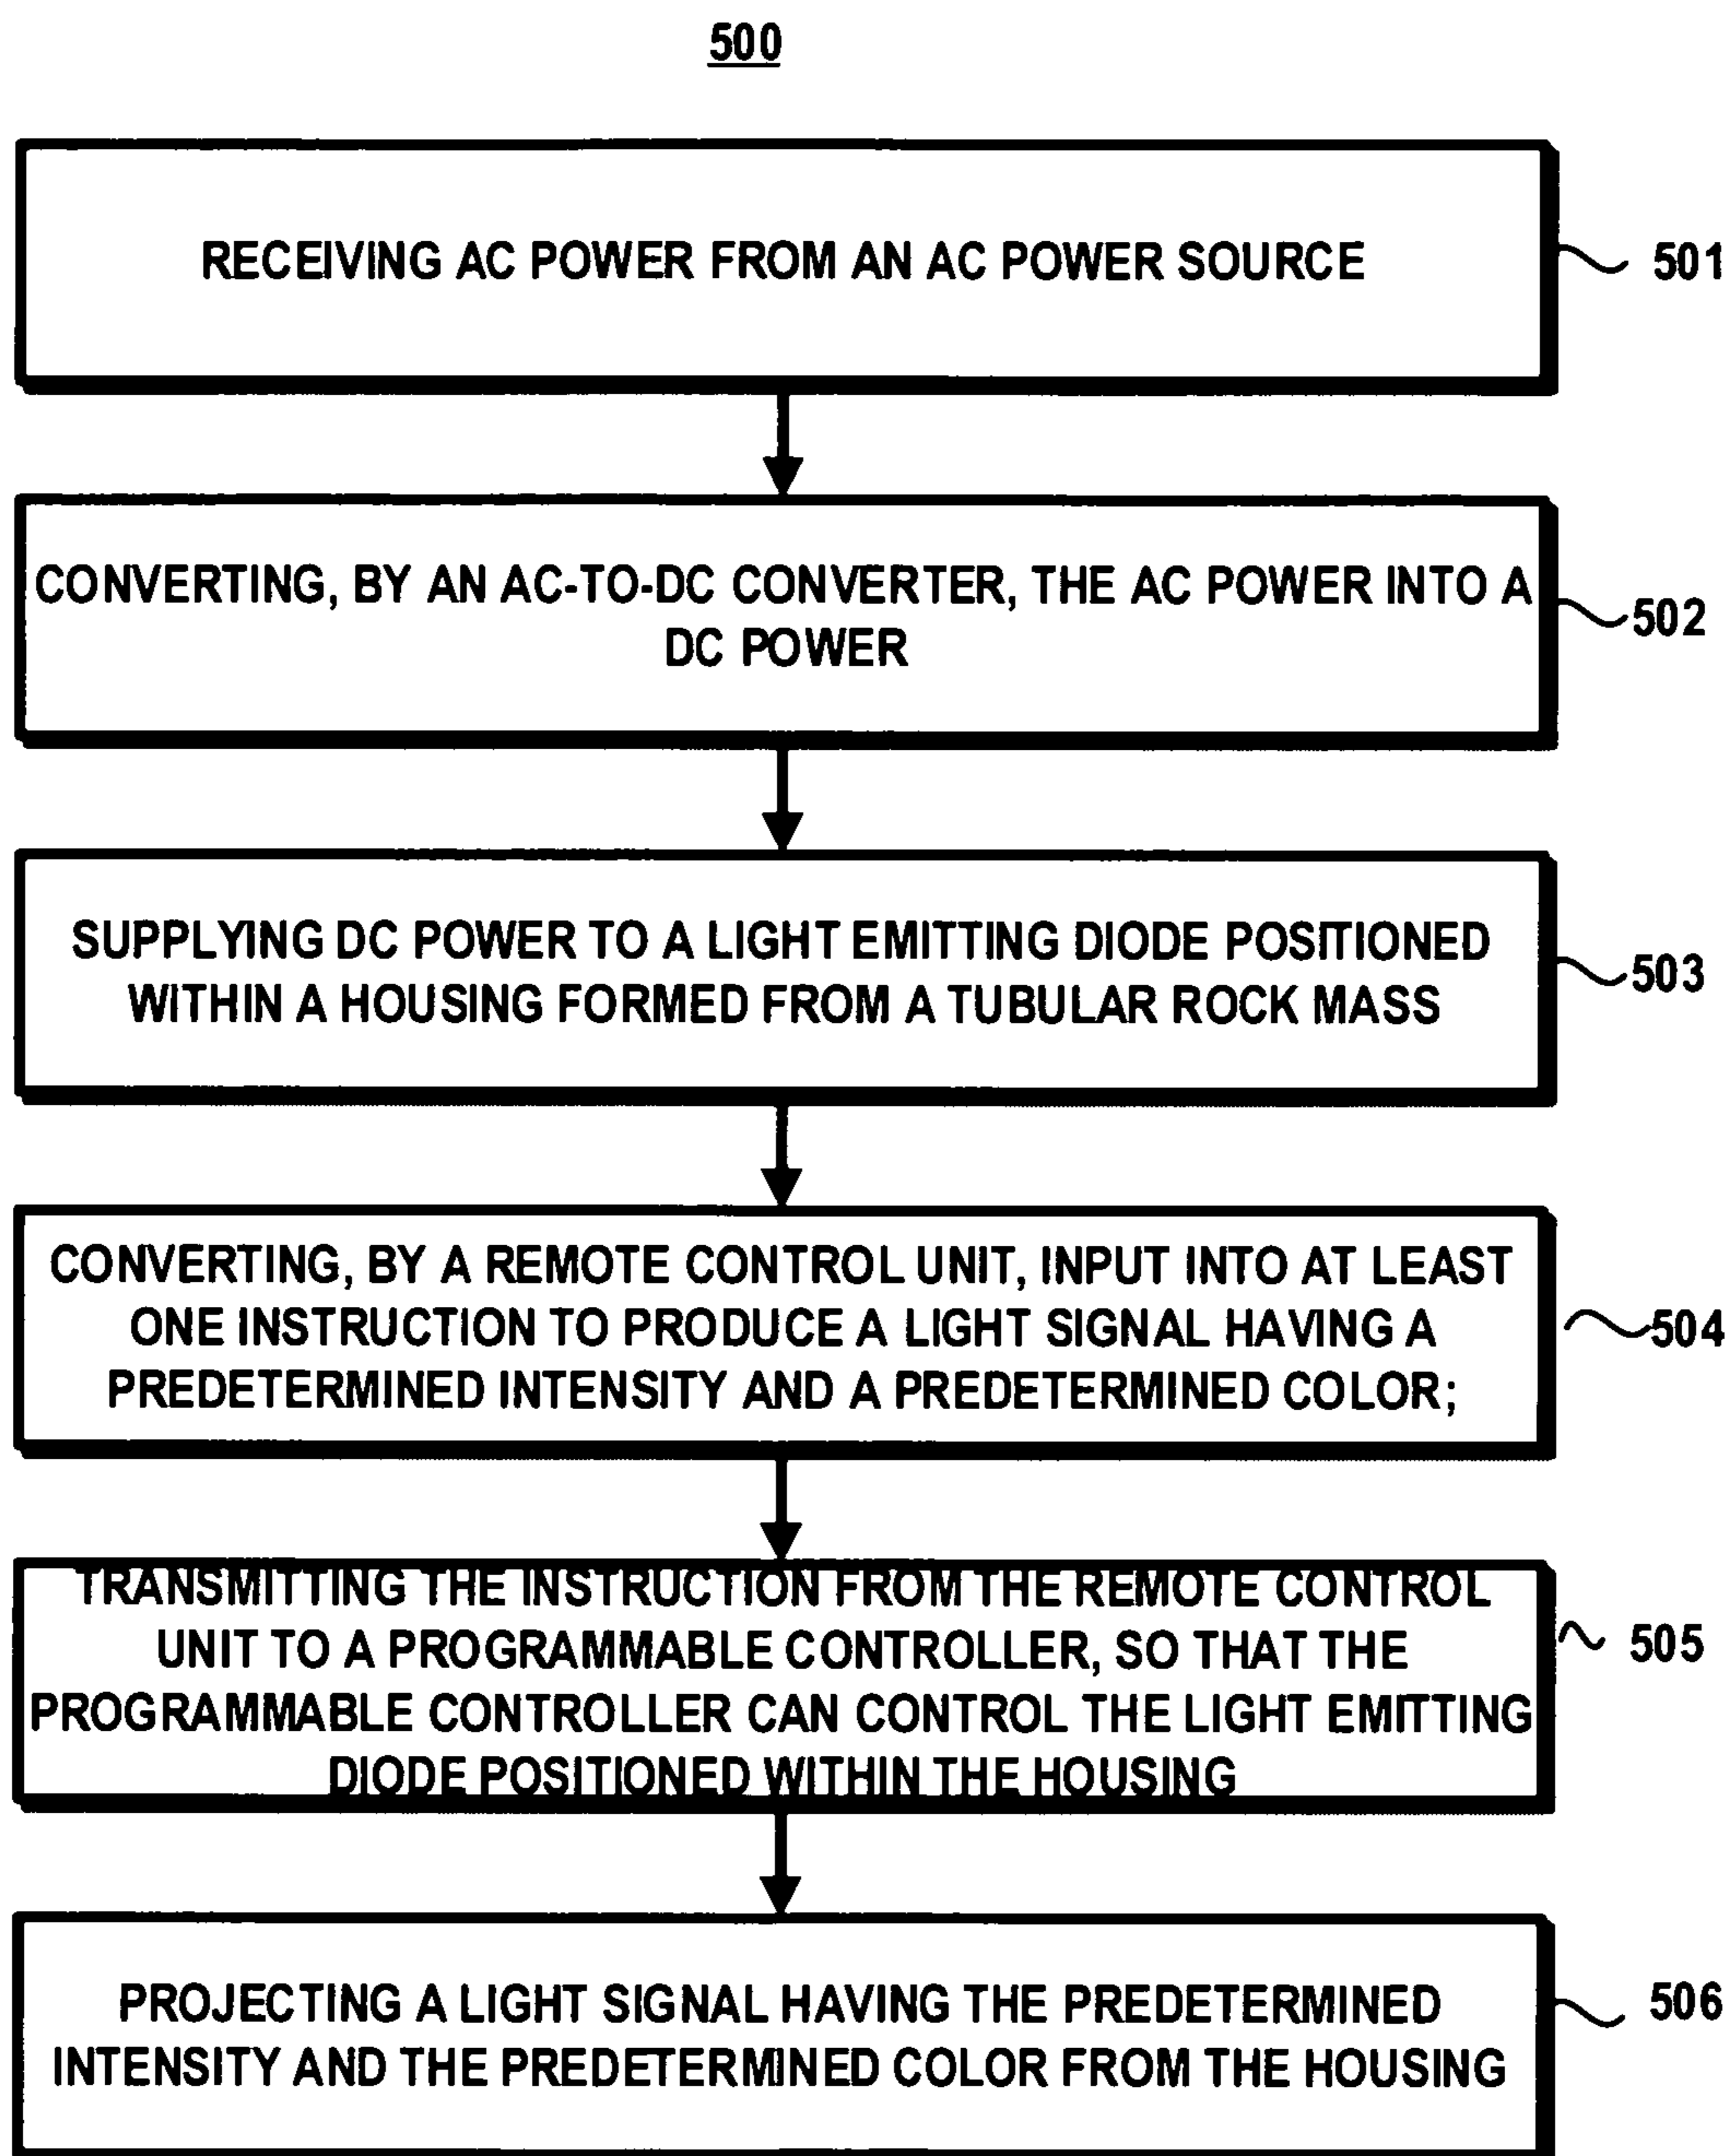 500
RECEIVING AC POWER FROM AN AC POWER SOURCE
501
CONVERTING, BY AN AC-TO-DC CONVERTER, THE AC POWER INTO A
DC POWER
502
SUPPLYING DC POWER TO A LIGHT EMITTING DIODE POSITIONED
WITHIN A HOUSING FORMED FROM A TUBULAR ROCK MASS
503
CONVERTING, BY A REMOTE CONTROL UNIT, INPUT INTO AT LEAST
ONE INSTRUCTION TO PRODUCE A LIGHT SIGNAL HAVING A
PREDETERMINED INTENSITY AND A PREDETERMINED COLOR;
504
TRANSMITTING THE INSTRUCTION FROM THE REMOTE CONTROL
UNIT TO A PROGRAMMABLE CONTROLLER, SO THAT THE
PROGRAMMABLE CONTROLLER CAN CONTROL THE LIGHT EMITTING
DIODE POSITIONED WITHIN THE HOUSING
505
PROJECTING A LIGHT SIGNAL HAVING THE PREDETERMINED
INTENSITY AND THE PREDETERMINED COLOR FROM THE HOUSING
506